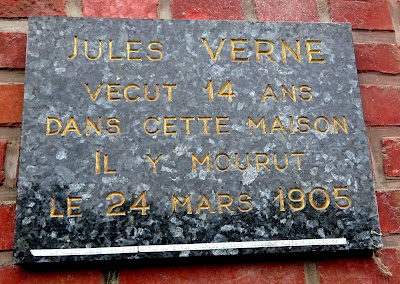 JULES VERNE
VÉCUT 14 ANS
DANS CETTE MAISON
IL Y MOURUT
LE 24 MARS 1905